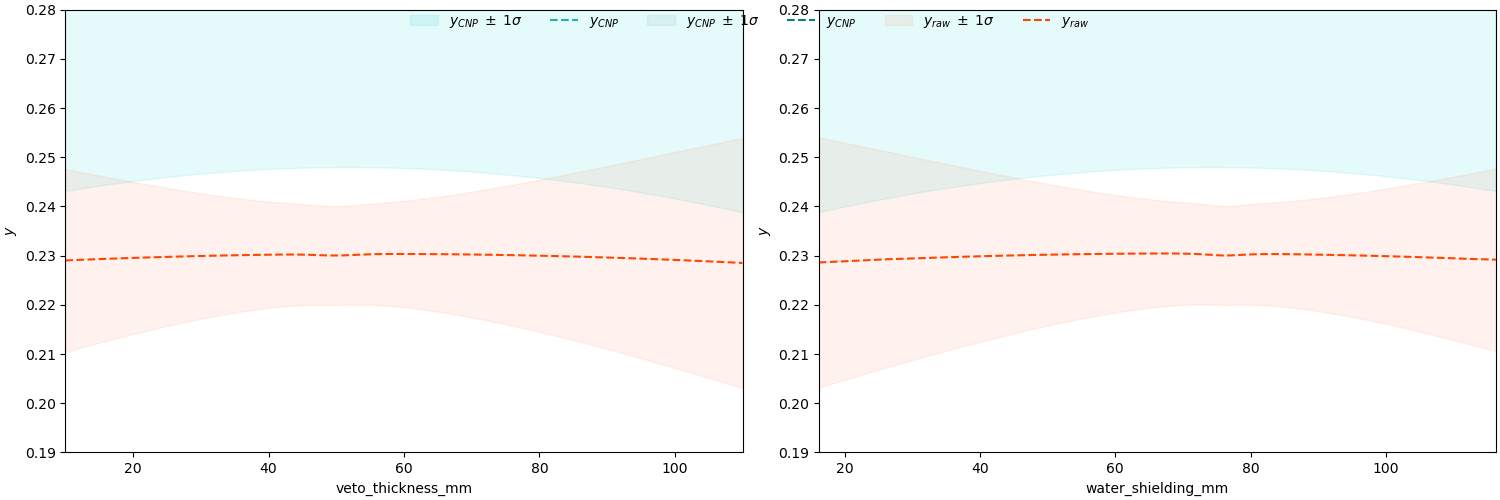 y_CNP ± 1σ y_CNP y_CNP ± 1σ y_CNP y_raw ± 1σ y_raw
0.28
0.27
0.26
0.25
0.24
0.23
0.22
0.21
0.20
0.19
y
20 40 60 80 100
veto_thickness_mm
0.28
0.27
0.26
0.25
0.24
0.23
0.22
0.21
0.20
0.19
y
20 40 60 80 100
water_shielding_mm